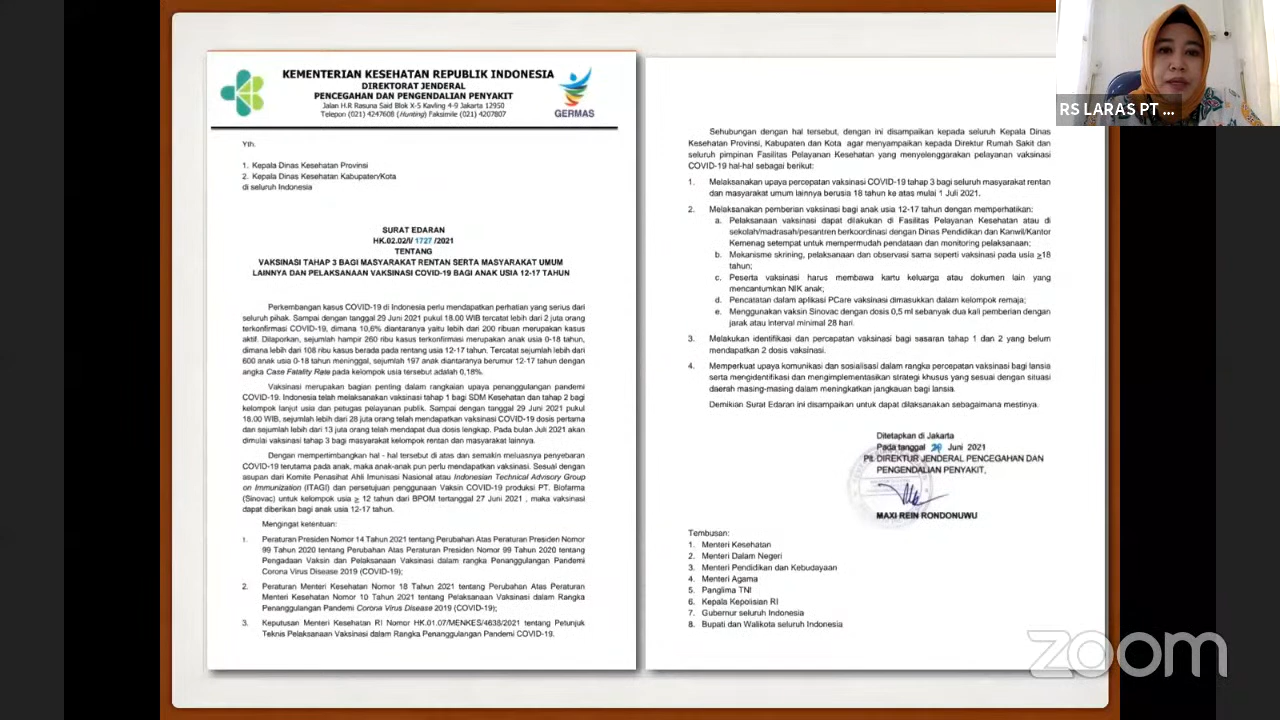 KEMENTERIAN KESEHATAN REPUBLIK INDONESIA
DIREKTORAT JENDERAL
PENCEGAHAN DAN PENGENDALIAN PENYAKIT
Jalan H.R Rasuna Said Blok X-5 Kavling 4-9 Jakarta 12950
Telepon (021) 4247608 (Hunting) Faksimile (021) 4207807
GERMAS
Yth.
1. Kepala Dinas Kesehatan Provinsi
2. Kepala Dinas Kesehatan Kabupaten/Kota
di seluruh Indonesia
SURAT EDARAN
HK.02.02/I/ 1727 /2021
TENTANG
VAKSINASI TAHAP 3 BAGI MASYARAKAT RENTAN SERTA MASYARAKAT UMUM
LAINNYA DAN PELAKSANAAN VAKSINASI COVID-19 BAGI ANAK USIA 12-17 TAHUN
Perkembangan kasus COVID-19 di Indonesia perlu mendapatkan perhatian yang serius dari
seluruh pihak. Sampai dengan tanggal 29 Juni 2021 pukul 18.00 WIB tercatat lebih dari 2 juta orang
terkonfirmasi COVID-19, dimana 10,6% diantaranya yaitu lebih dari 200 ribuan merupakan kasus
aktif. Dilaporkan, sejumlah hampir 260 ribu kasus terkonfirmasi merupakan anak usia 0-18 tahun,
dimana lebih dari 108 ribu kasus berada pada rentang usia 12-17 tahun. Tercatat sejumlah lebih dari
600 anak usia 0-18 tahun meninggal, sejumlah 197 anak diantaranya berumur 12-17 tahun dengan
angka Case Fatality Rate pada kelompok usia tersebut adalah 0,18%.
Vaksinasi merupakan bagian penting dalam rangkaian upaya penanggulangan pandemi
COVID-19. Indonesia telah melaksanakan vaksinasi tahap 1 bagi SDM Kesehatan dan tahap 2 bagi
kelompok lanjut usia dan petugas pelayanan publik. Sampai dengan tanggal 29 Juni 2021 pukul
18.00 WIB, sejumlah lebih dari 28 juta orang telah mendapatkan vaksinasi COVID-19 dosis pertama
dan sejumlah lebih dari 13 juta orang telah mendapat dua dosis lengkap. Pada bulan Juli 2021 akan
dimulai vaksinasi tahap 3 bagi masyarakat kelompok rentan dan masyarakat lainnya.
Dengan mempertimbangkan hal - hal tersebut di atas dan semakin meluasnya penyebaran
COVID-19 terutama pada anak, maka anak-anak pun perlu mendapatkan vaksinasi. Sesuai dengan
asupan dari Komite Penasihat Ahli Imunisasi Nasional atau Indonesian Technical Advisory Group
on Immunization (ITAGI) dan persetujuan penggunaan Vaksin COVID-19 produksi PT. Biofarma
(Sinovac) untuk kelompok usia ≥ 12 tahun dari BPOM tertanggal 27 Juni 2021 , maka vaksinasi
dapat diberikan bagi anak usia 12-17 tahun.
Mengingat ketentuan:
1. Peraturan Presiden Nomor 14 Tahun 2021 tentang Perubahan Atas Peraturan Presiden Nomor
99 Tahun 2020 tentang Perubahan Atas Peraturan Presiden Nomor 99 Tahun 2020 tentang
Pengadaan Vaksin dan Pelaksanaan Vaksinasi dalam rangka Penanggulangan Pandemi
Corona Virus Disease 2019 (COVID-19);
2. Peraturan Menteri Kesehatan Nomor 18 Tahun 2021 tentang Perubahan Atas Peraturan
Menteri Kesehatan Nomor 10 Tahun 2021 tentang Pelaksanaan Vaksinasi dalam Rangka
Penanggulangan Pandemi Corona Virus Disease 2019 (COVID-19);
3. Keputusan Menteri Kesehatan RI Nomor HK.01.07/MENKES/4638/2021 tentang Petunjuk
Teknis Pelaksanaan Vaksinasi dalam Rangka Penanggulangan Pandemi COVID-19.
Sehubungan dengan hal tersebut, dengan ini disampaikan kepada seluruh Kepala Dinas
Kesehatan Provinsi, Kabupaten dan Kota agar menyampaikan kepada Direktur Rumah Sakit dan
seluruh pimpinan Fasilitas Pelayanan Kesehatan yang menyelenggarakan pelayanan vaksinasi
COVID-19 hal-hal sebagai berikut:
1. Melaksanakan upaya percepatan vaksinasi COVID-19 tahap 3 bagi seluruh masyarakat rentan
dan masyarakat umum lainnya berusia 18 tahun ke atas mulai 1 Juli 2021.
2. Melaksanakan pemberian vaksinasi bagi anak usia 12-17 tahun dengan memperhatikan:
a. Pelaksanaan vaksinasi dapat dilakukan di Fasilitas Pelayanan Kesehatan atau di
sekolah/madrasah/pesantren berkoordinasi dengan Dinas Pendidikan dan Kanwil/Kantor
Kemenag setempat untuk mempermudah pendataan dan monitoring pelaksanaan;
b. Mekanisme skrining, pelaksanaan dan observasi sama seperti vaksinasi pada usia ≥18
tahun;
c. Peserta vaksinasi harus membawa kartu keluarga atau dokumen lain yang
mencantumkan NIK anak;
d. Pencatatan dalam aplikasi PCare vaksinasi dimasukkan dalam kelompok remaja;
e. Menggunakan vaksin Sinovac dengan dosis 0,5 ml sebanyak dua kali pemberian dengan
jarak atau interval minimal 28 hari.
3. Melakukan identifikasi dan percepatan vaksinasi bagi sasaran tahap 1 dan 2 yang belum
mendapatkan 2 dosis vaksinasi.
4. Memperkuat upaya komunikasi dan sosialisasi dalam rangka percepatan vaksinasi bagi lansia
serta mengidentifikasi dan mengimplementasikan strategi khusus yang sesuai dengan situasi
daerah masing-masing dalam meningkatkan jangkauan bagi lansia.
Demikian Surat Edaran ini disampaikan untuk dapat dilaksanakan sebagaimana mestinya.
Ditetapkan di Jakarta
Pada tanggal Juni 2021
Plt. DIREKTUR JENDERAL PENCEGAHAN DAN
PENGENDALIAN PENYAKIT,
MAXI REIN RONDONUWU
Tembusan:
1. Menteri Kesehatan
2. Menteri Dalam Negeri
3. Menteri Pendidikan dan Kebudayaan
4. Menteri Agama
5. Panglima TNI
6. Kepala Kepolisian RI
7. Gubernur seluruh Indonesia
8. Bupati dan Walikota seluruh Indonesia
RS LARAS PT ...
zoom